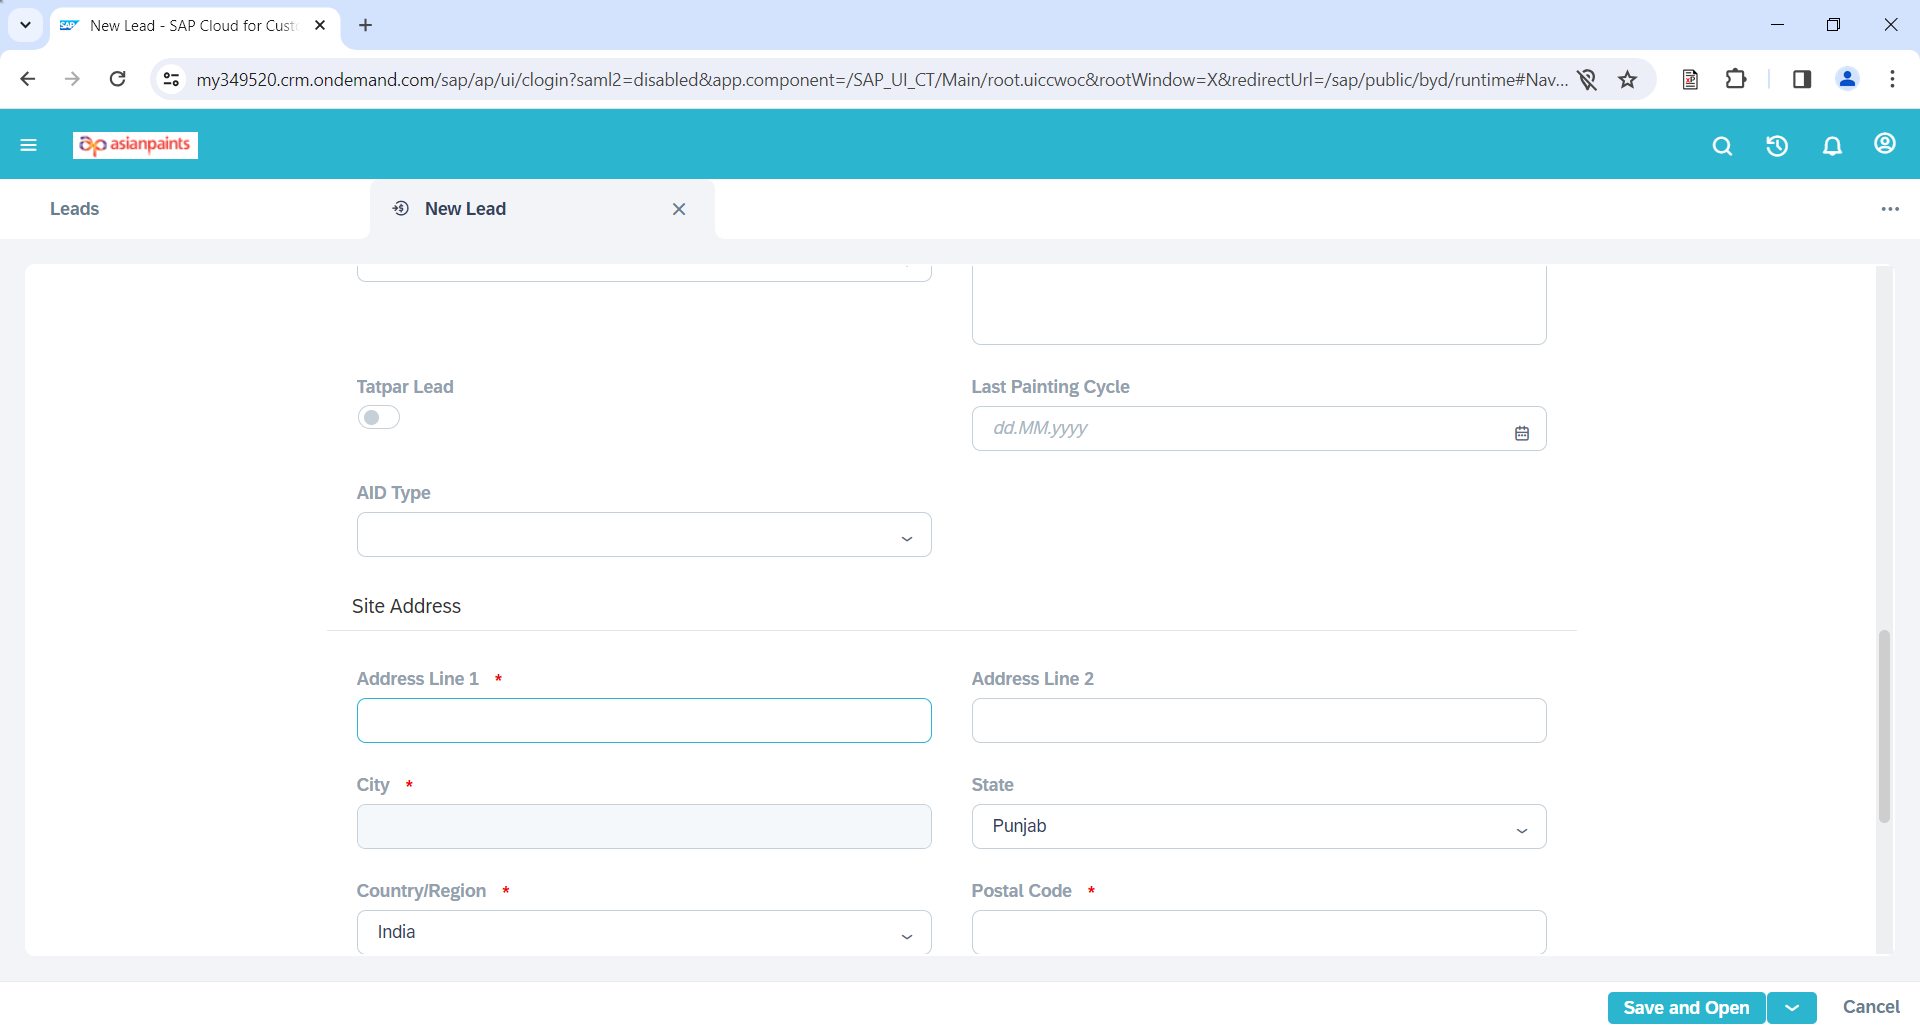 New Lead - SAP Cloud for Cust
my349520.crm.ondemand.com/sap/ap/ui/clogin?saml2=disabled&app.component=/SAP_UI_CT/Main/root.uiccwoc&rootWindow=X&redirectUrl=/sap/public/byd/runtime#Nav...
asianpaints
Leads
New Lead
Tatpar Lead
Last Painting Cycle
dd.MM.yyyy
AID Type
Site Address
Address Line 1 *
Address Line 2
City *
State
Punjab
Country/Region *
Postal Code *
India
Save and Open
Cancel